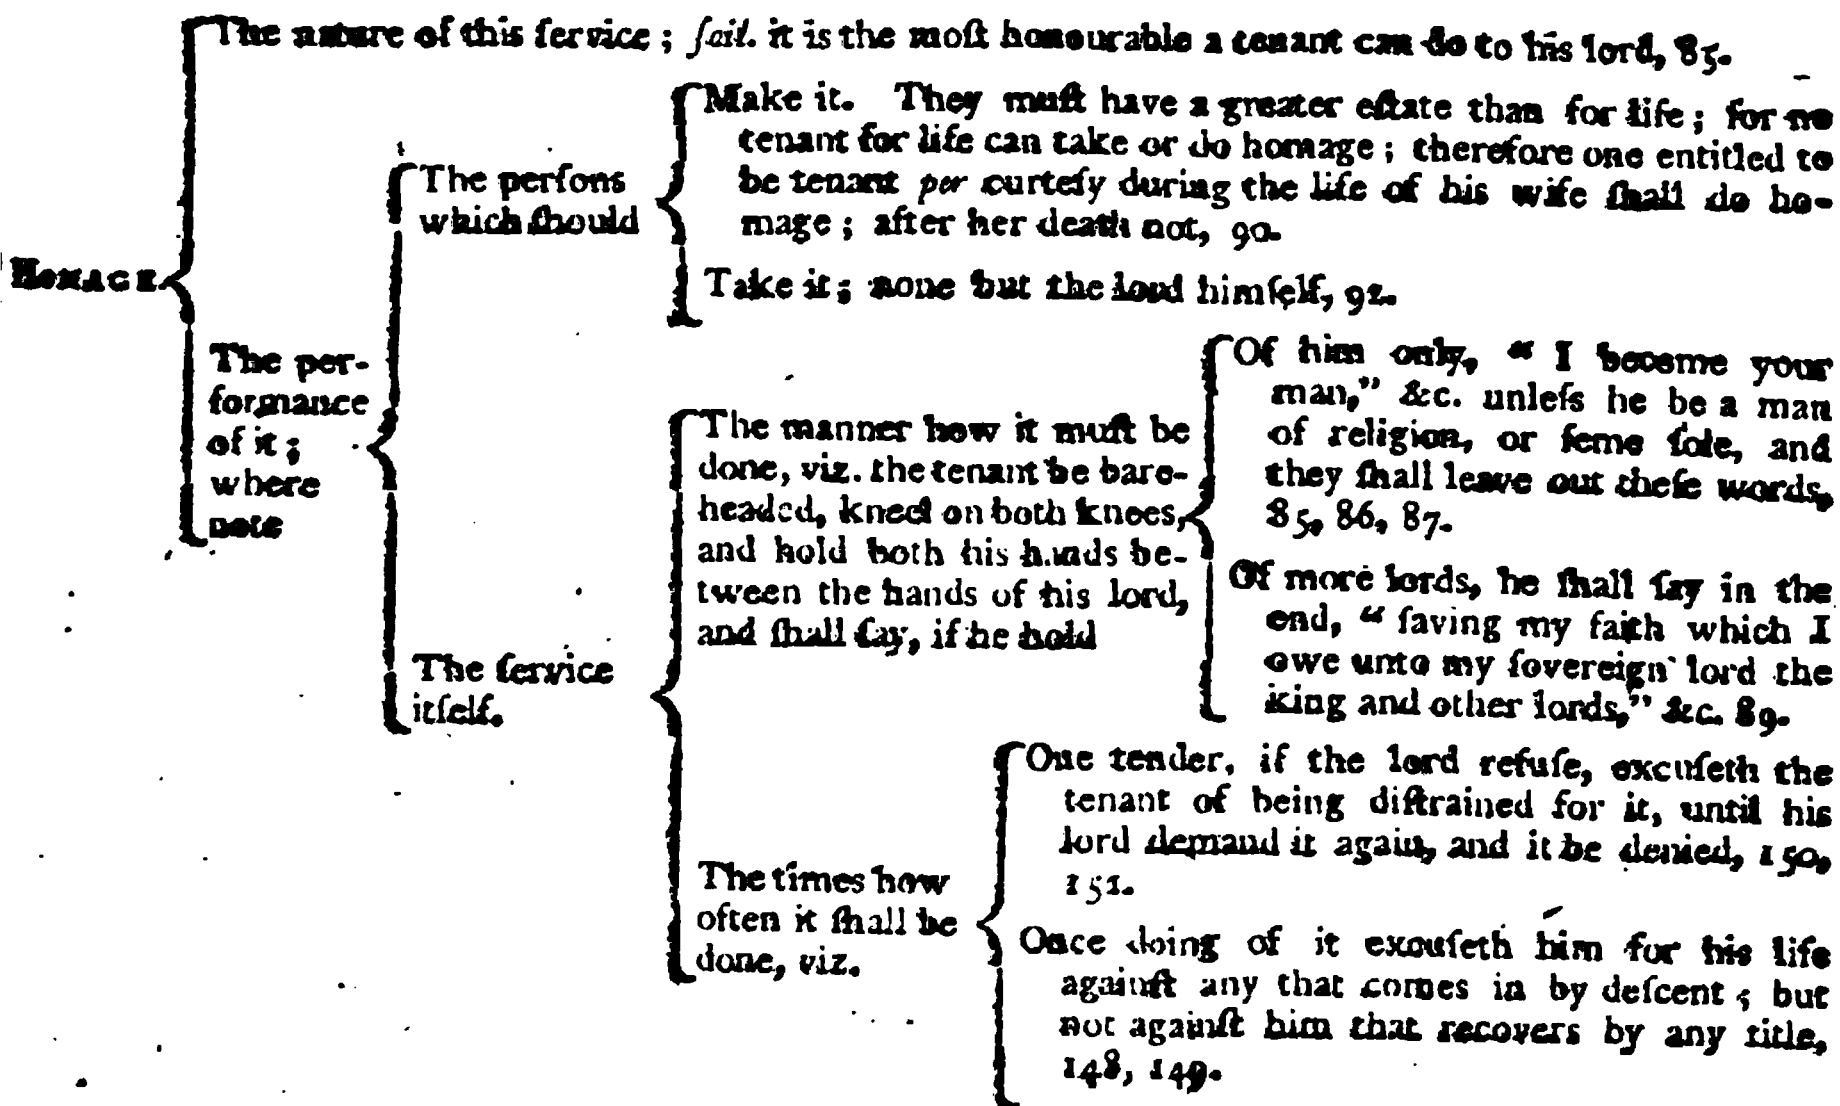 The nature of this ſervice; ſcil. it is the moſt honourable a tenant can do to his lord, 85.
Make it. They muſt have a greater eſtate than for life; for no
tenant for life can take or do homage; therefore one entitled to
be tenant per curteſy during the life of his wife ſhall do ho-
mage; after her death not, 90.
The perſons
which ſhould
Take it; none but the lord himſelf, 92.
HOMAGE
The per-
formance
of it;
where
note
Of him only, “ I become your
man,” &c. unleſs he be a man
of religion, or feme ſole, and
they ſhall leave out theſe words,
85, 86, 87.
The manner how it muſt be
done, viz. the tenant be bare-
headed, kneel on both knees,
and hold both his hands be-
tween the hands of his lord,
and ſhall ſay, if he hold
Of more lords, he ſhall ſay in the
end, “ ſaving my faith which I
owe unto my ſovereign lord the
king and other lords,” &c. 89.
The ſervice
itſelf.
One tender, if the lord refuſe, excuſeth the
tenant of being diſtrained for it, until his
lord demand it again, and it be denied, 150,
151.
The times how
often it ſhall be
done, viz.
Once doing of it excuſeth him for his life
againſt any that comes in by deſcent; but
not againſt him that recovers by any title,
148, 149.